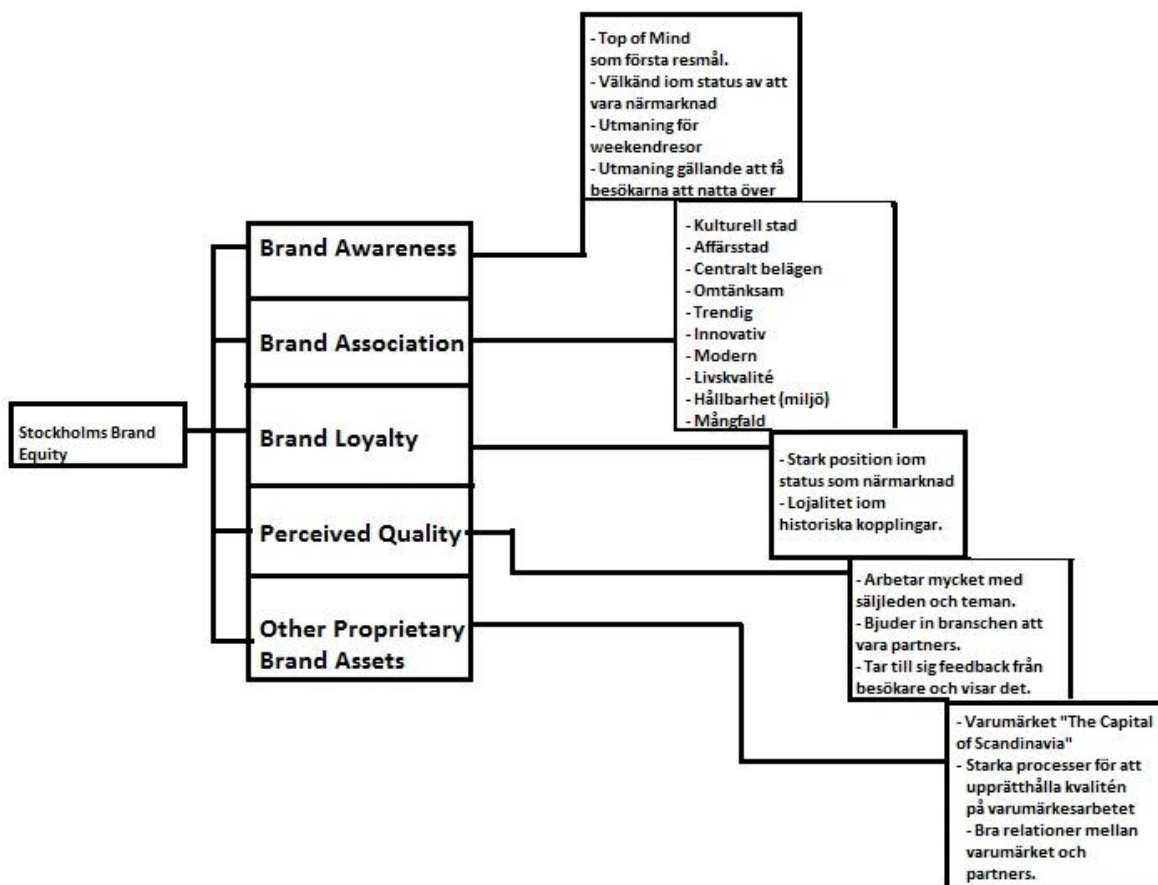 Stockholms Brand
Equity
Brand Awareness
Brand Association
Brand Loyalty
Perceived Quality
Other Proprietary
Brand Assets
- Top of Mind
som första resmål.
- Välkänd iom status av att
vara närmarknad
- Utmaning för
weekendresor
- Utmaning gällande att få
besökarna att natta över
- Kulturell stad
- Affärsstad
- Centralt belägen
- Omtänksam
- Trendig
- Innovativ
- Modern
- Livskvalité
- Hållbarhet (miljö)
- Mångfald
- Stark position iom
status som närmarknad
- Lojalitet iom
historiska kopplingar.
- Arbetar mycket med
säljleden och teman.
- Bjuder in branschen att
vara partners.
- Tar till sig feedback från
besökare och visar det.
- Varumärket "The Capital
of Scandinavia"
- Starka processer för att
upprätthålla kvalitén
på varumärkesarbetet
- Bra relationer mellan
varumärket och
partners.